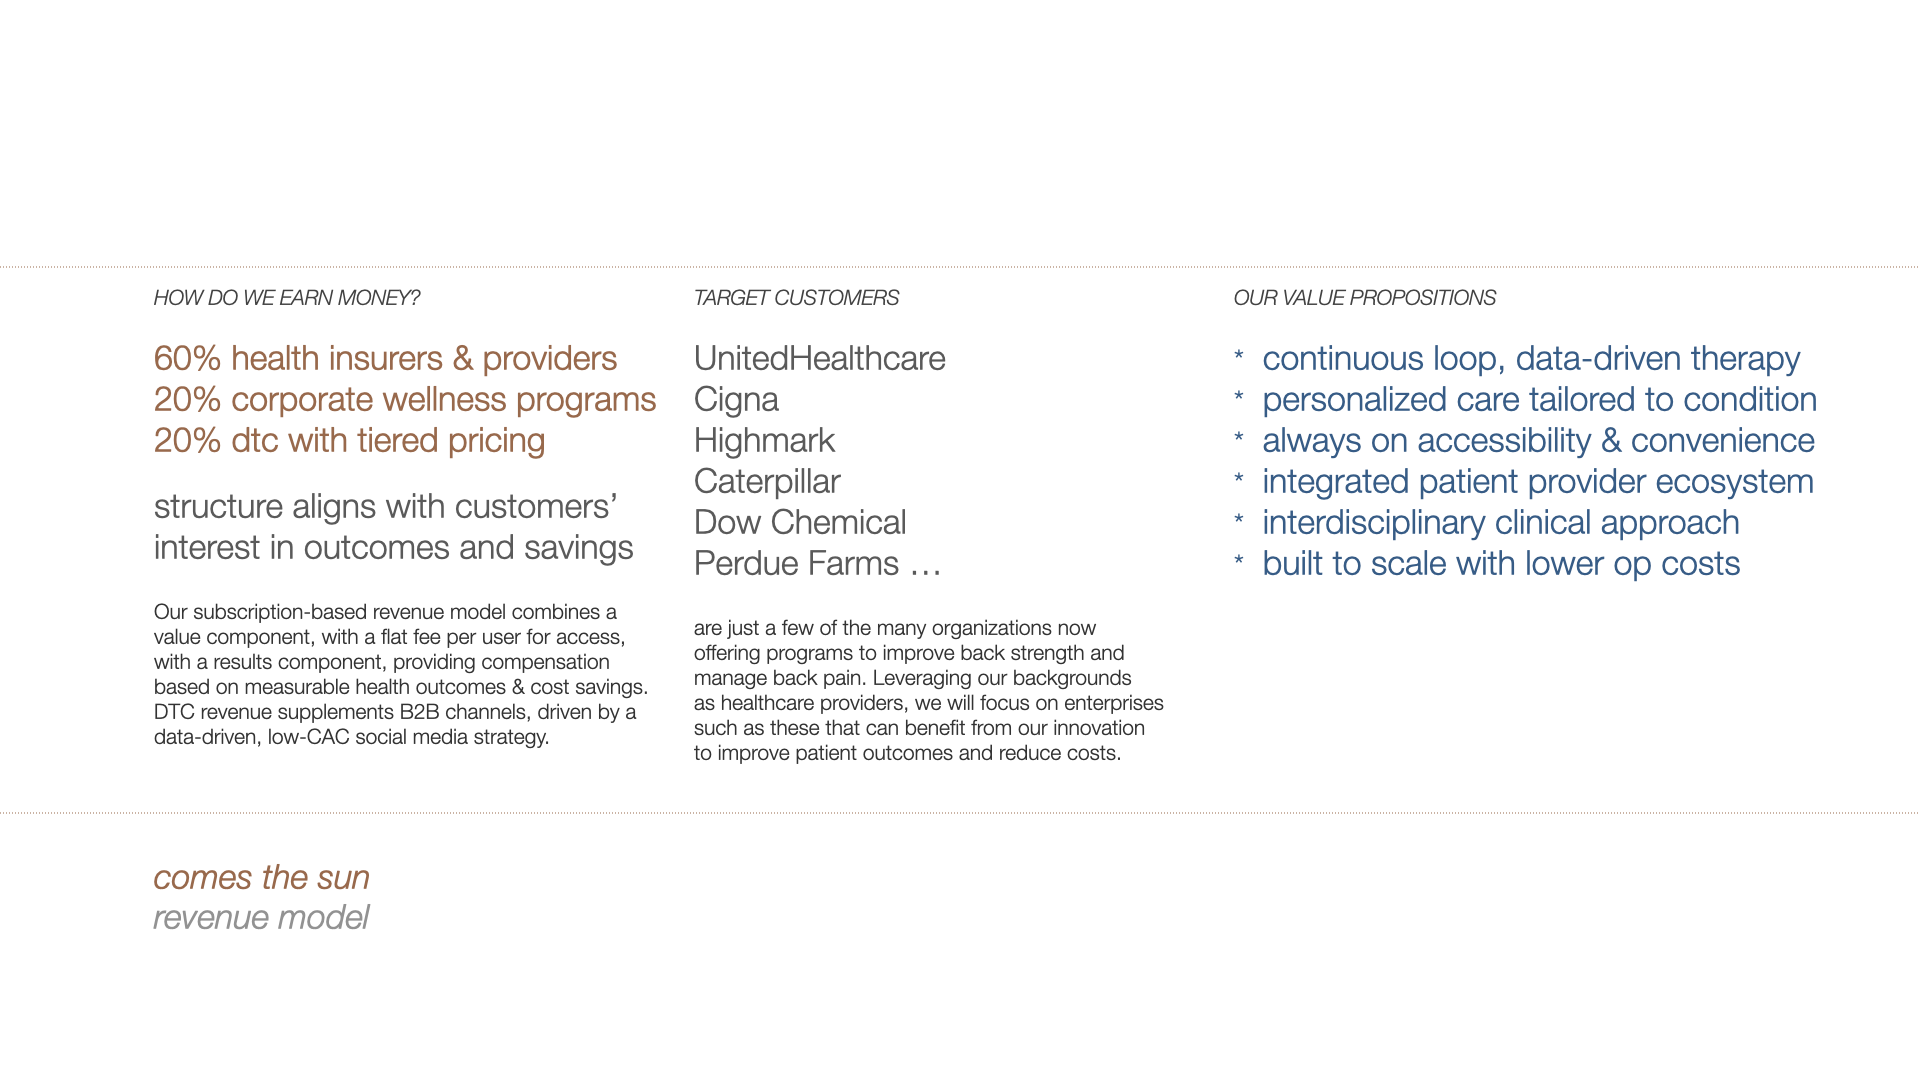 HOW DO WE EARN MONEY?
60% health insurers & providers
20% corporate wellness programs
20% dtc with tiered pricing
structure aligns with customers’
interest in outcomes and savings
Our subscription-based revenue model combines a
value component, with a flat fee per user for access,
with a results component, providing compensation
based on measurable health outcomes & cost savings.
DTC revenue supplements B2B channels, driven by a
data-driven, low-CAC social media strategy.
TARGET CUSTOMERS
UnitedHealthcare
Cigna
Highmark
Caterpillar
Dow Chemical
Perdue Farms …
are just a few of the many organizations now
offering programs to improve back strength and
manage back pain. Leveraging our backgrounds
as healthcare providers, we will focus on enterprises
such as these that can benefit from our innovation
to improve patient outcomes and reduce costs.
OUR VALUE PROPOSITIONS
* continuous loop, data-driven therapy
* personalized care tailored to condition
* always on accessibility & convenience
* integrated patient provider ecosystem
* interdisciplinary clinical approach
* built to scale with lower op costs
comes the sun
revenue model